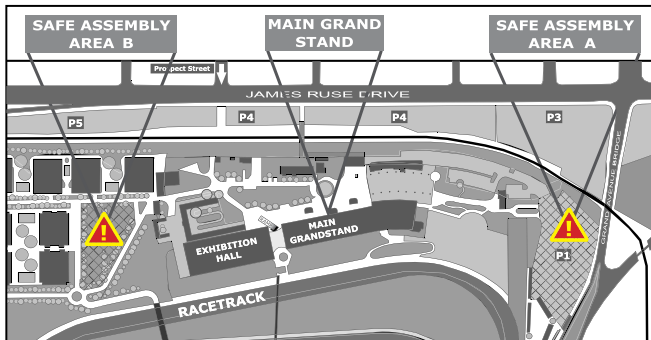 SAFE ASSEMBLY
AREA B
MAIN GRAND
STAND
SAFE ASSEMBLY
AREA A
Prospect Street
JAMES RUSE DRIVE
P5
P4
P4
P3
GRAND AVENUE BRIDGE
EXHIBITION
HALL
MAIN
GRANDSTAND
P1
RACETRACK